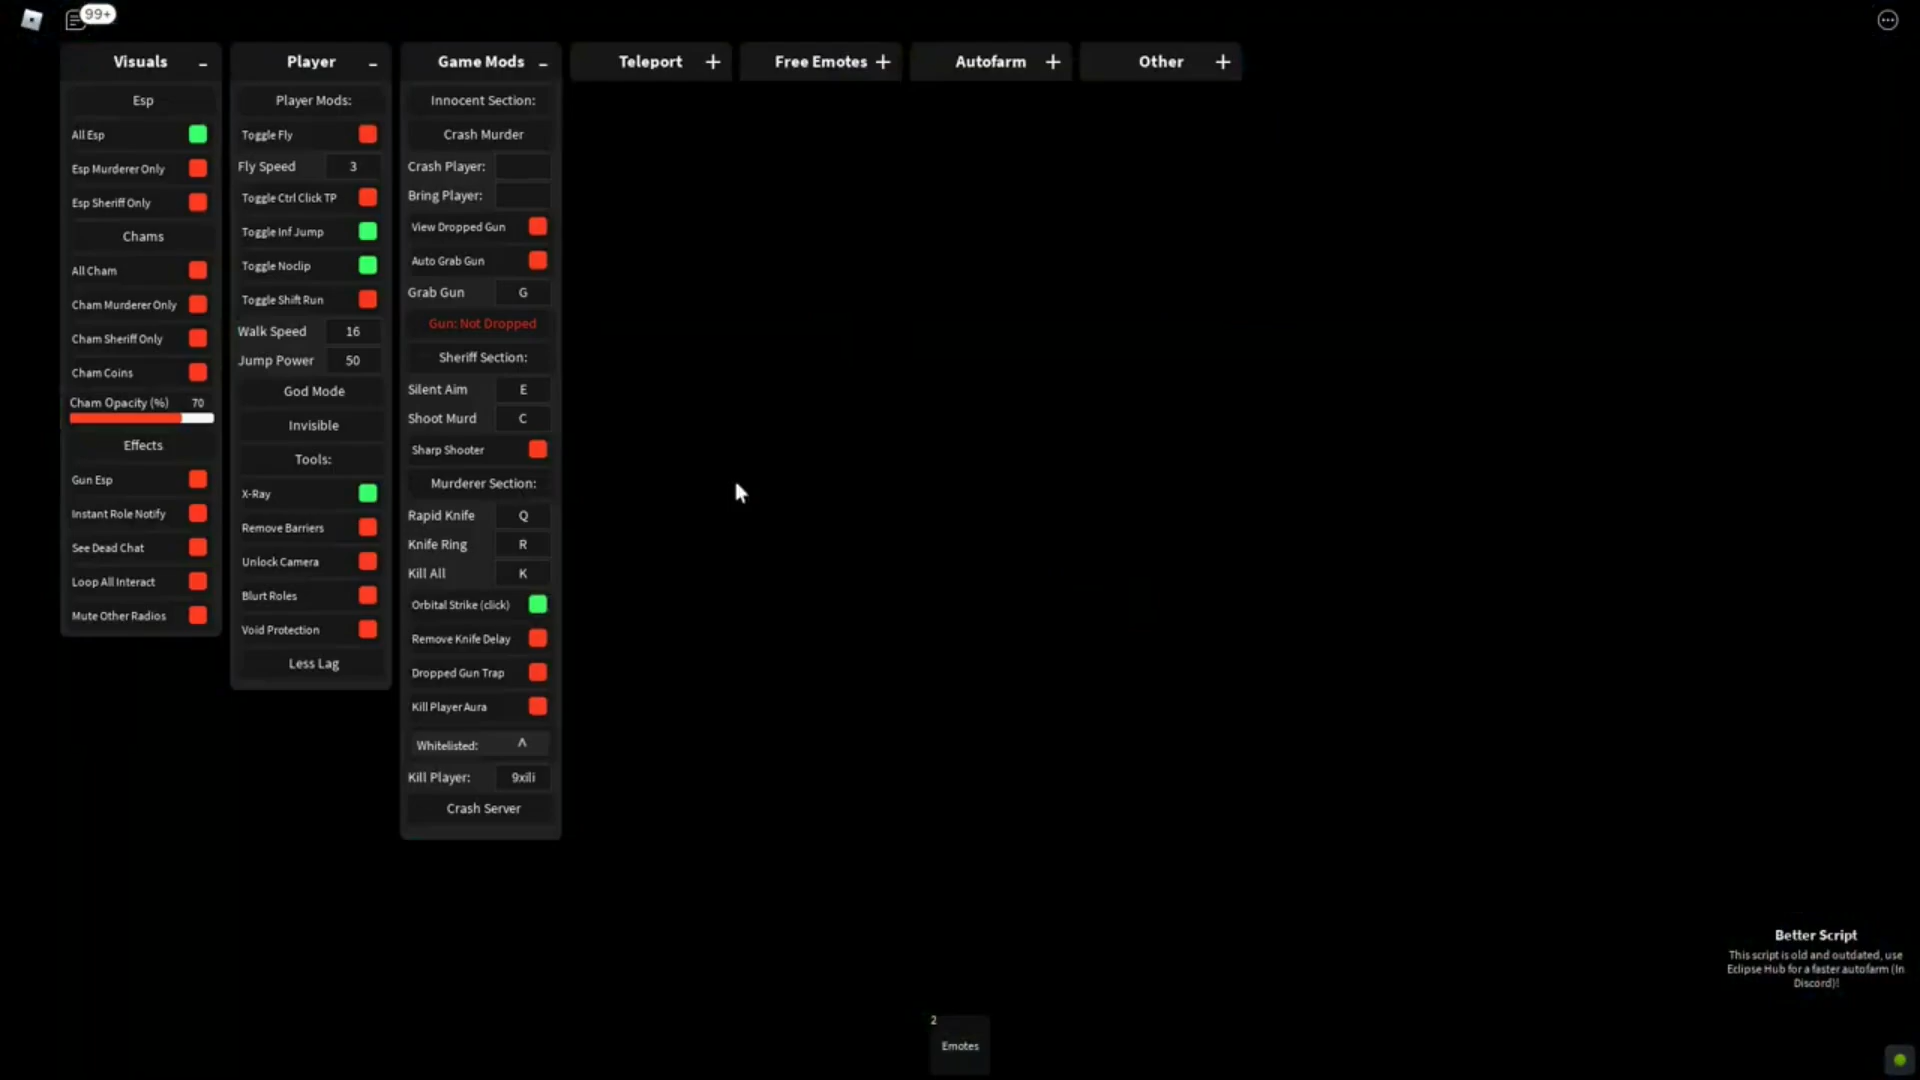 99+
Visuals -
Esp
All Esp
Esp Murderer Only
Esp Sheriff Only
Chams
All Cham
Cham Murderer Only
Cham Sheriff Only
Cham Coins
Cham Opacity (%) 70
Effects
Gun Esp
Instant Role Notify
See Dead Chat
Loop All Interact
Mute Other Radios
Player -
Player Mods:
Toggle Fly
Fly Speed 3
Toggle Ctrl Click TP
Toggle Inf Jump
Toggle Noclip
Toggle Shift Run
Walk Speed 16
Jump Power 50
God Mode
Invisible
Tools:
X-Ray
Remove Barriers
Unlock Camera
Blurt Roles
Void Protection
Less Lag
Game Mods -
Innocent Section:
Crash Murder
Crash Player:
Bring Player:
View Dropped Gun
Auto Grab Gun
Grab Gun G
Gun: Not Dropped
Sheriff Section:
Silent Aim E
Shoot Murd C
Sharp Shooter
Murderer Section:
Rapid Knife Q
Knife Ring R
Kill All K
Orbital Strike (click)
Remove Knife Delay
Dropped Gun Trap
Kill Player Aura
Whitelisted: ^
Kill Player: 9xili
Crash Server
Teleport +
Free Emotes +
Autofarm +
Other +
Better Script
This script is old and outdated, use
Eclipse Hub for a faster autofarm (In
Discord)!
2
Emotes